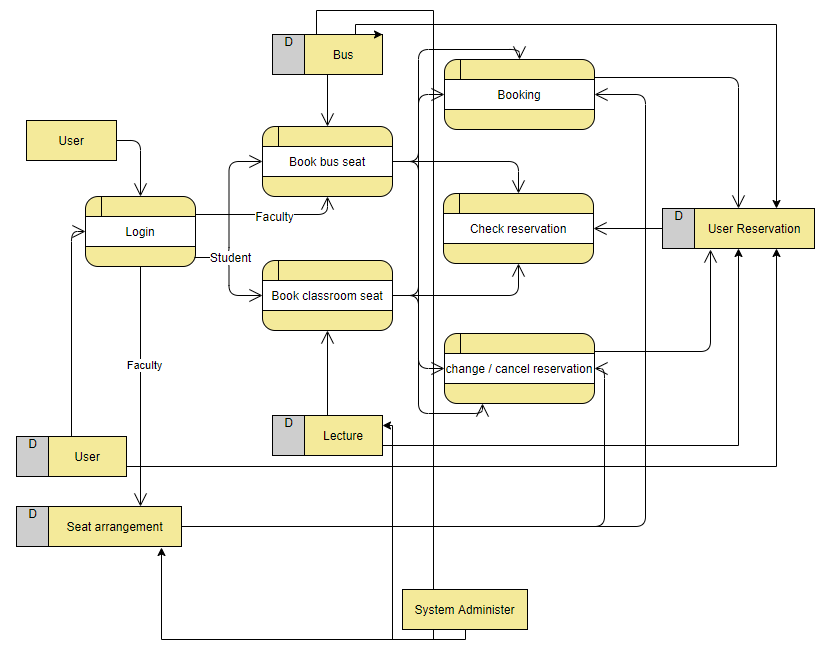 D
Bus
Booking
User
Book bus seat
Faculty
Login
D
User Reservation
Check reservation
Student
Book classroom seat
Faculty
change / cancel reservation
D
Lecture
D
User
D
Seat arrangement
System Administer